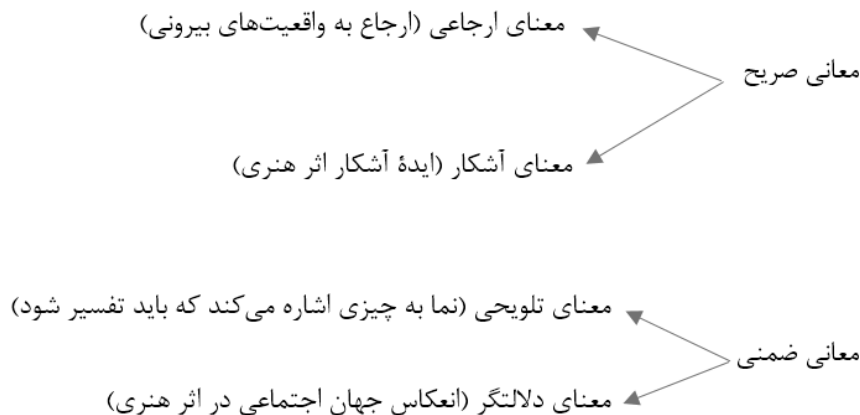 معنای ارجاعی (ارجاع به واقعیت‌های بیرونی)
معانی صریح
معنای آشکار (ایدهٔ آشکار اثر هنری)
معنای تلویحی (نما به چیزی اشاره می‌کند که باید تفسیر شود)
معانی ضمنی
معنای دلالتگر (انعکاس جهان اجتماعی در اثر هنری)